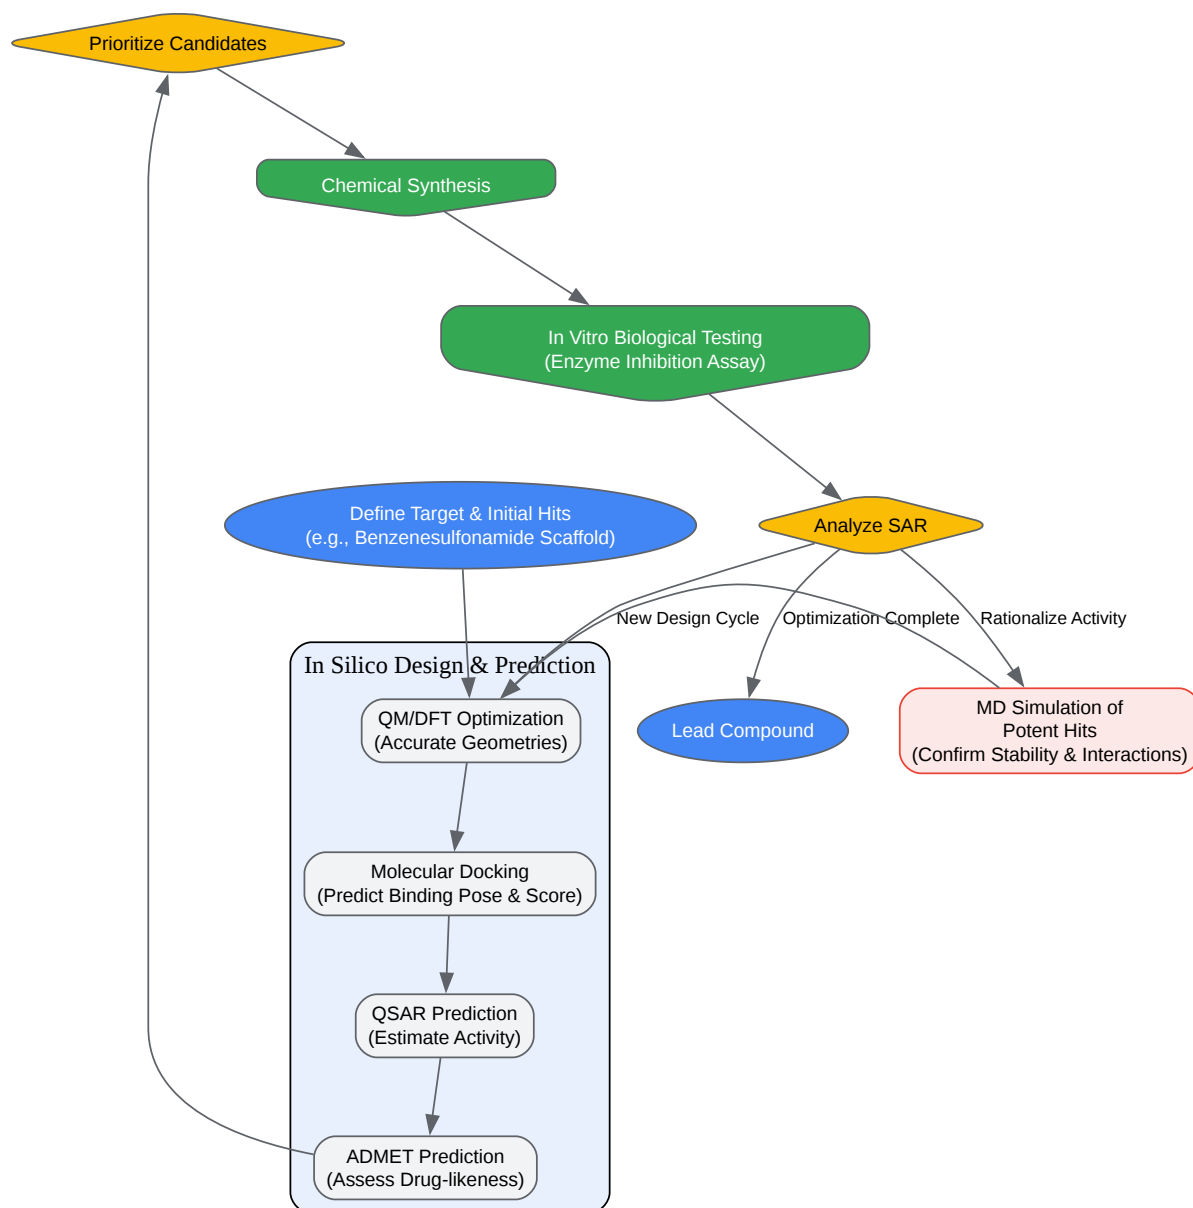 Prioritize Candidates
Chemical Synthesis
In Vitro Biological Testing
(Enzyme Inhibition Assay)
Define Target & Initial Hits
(e.g., Benzenesulfonamide Scaffold)
Analyze SAR
New Design Cycle
Optimization Complete
Rationalize Activity
In Silico Design & Prediction
QM/DFT Optimization
(Accurate Geometries)
Lead Compound
MD Simulation of
Potent Hits
(Confirm Stability & Interactions)
Molecular Docking
(Predict Binding Pose & Score)
QSAR Prediction
(Estimate Activity)
ADMET Prediction
(Assess Drug-likeness)